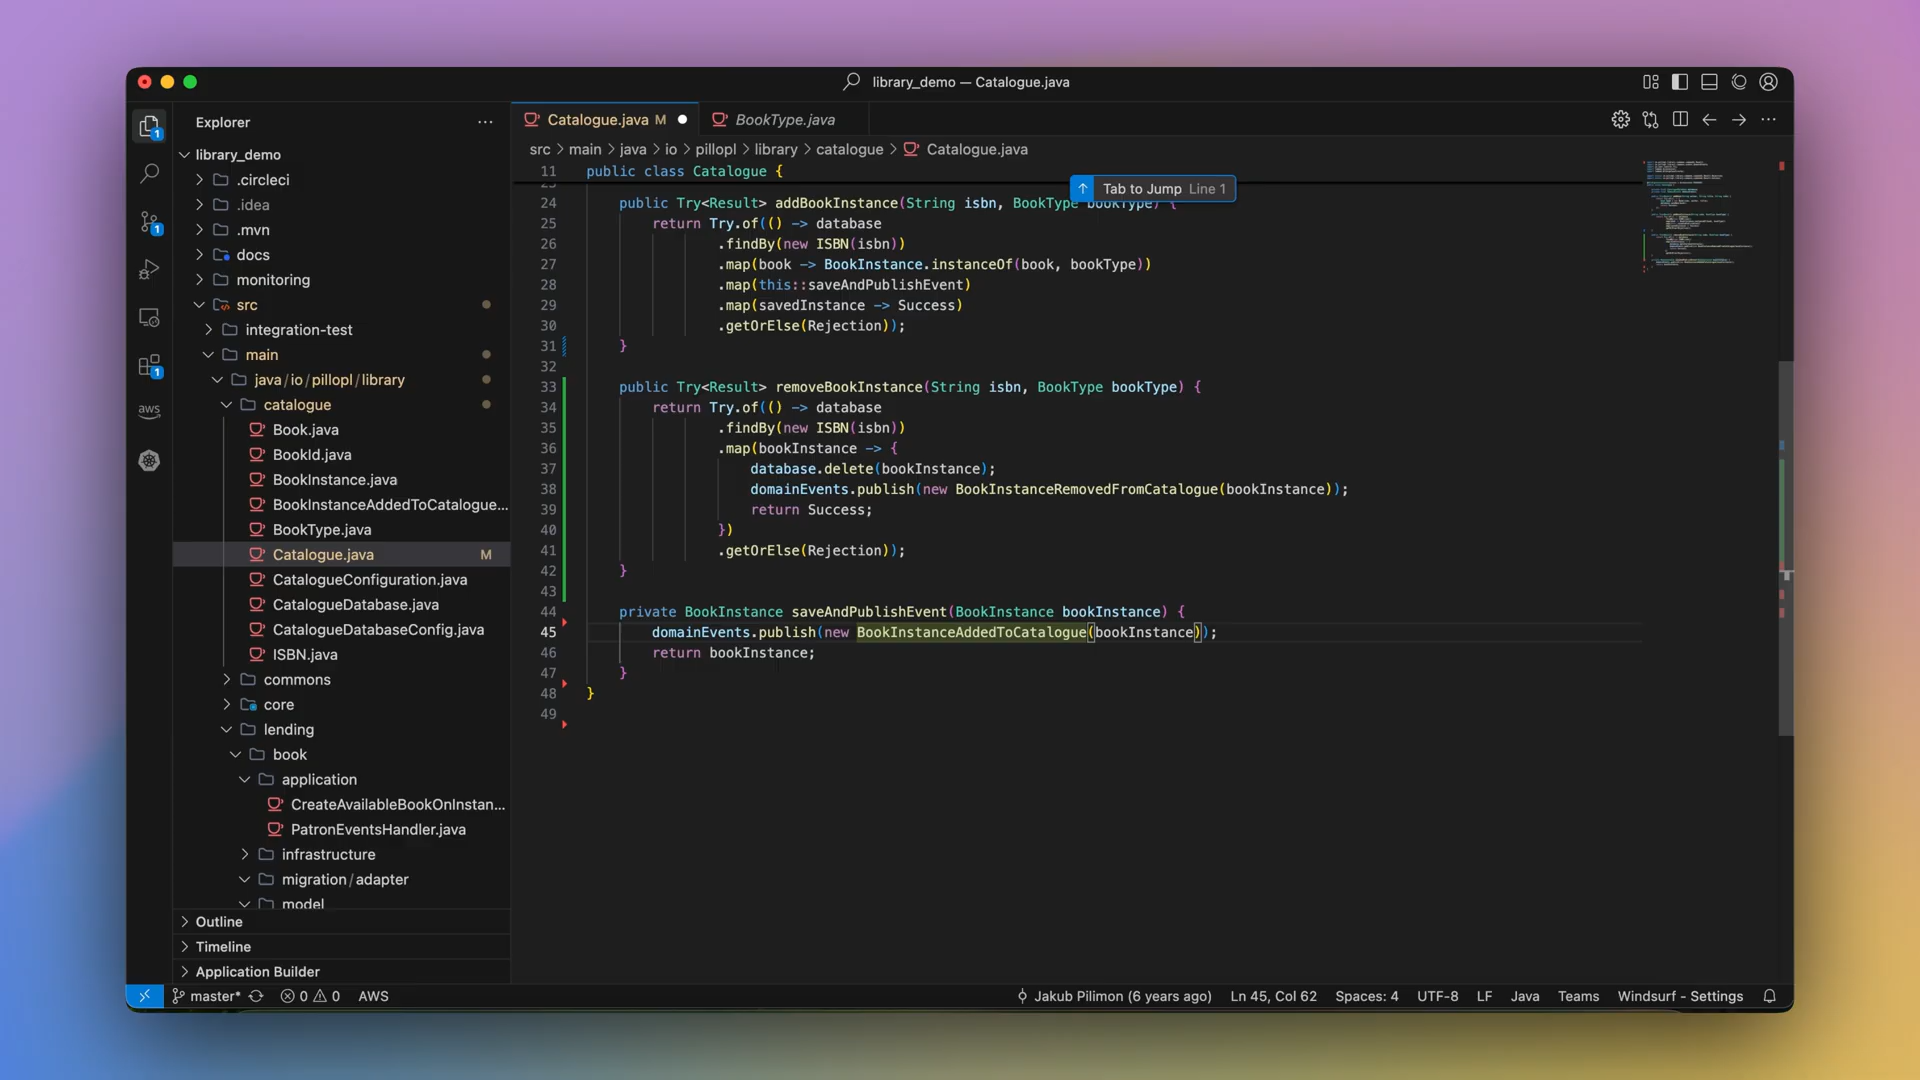 library_demo — Catalogue.java
Explorer
Catalogue.java M
BookType.java
library_demo
.circleci
.idea
.mvn
docs
monitoring
src
integration-test
main
java/io/pillopl/library
catalogue
Book.java
BookId.java
BookInstance.java
BookInstanceAddedToCatalogue...
BookType.java
Catalogue.java M
CatalogueConfiguration.java
CatalogueDatabase.java
CatalogueDatabaseConfig.java
ISBN.java
commons
core
lending
book
application
CreateAvailableBookOnInstan...
PatronEventsHandler.java
infrastructure
migration/adapter
model
Outline
Timeline
Application Builder
1
1
1
aws
src > main > java > io > pillopl > library > catalogue > Catalogue.java
11 public class Catalogue {
Tab to Jump Line 1
24 public Try<Result> addBookInstance(String isbn, BookType bookType) {
25 return Try.of(() -> database
26 .findBy(new ISBN(isbn))
27 .map(book -> BookInstance.instanceOf(book, bookType))
28 .map(this::saveAndPublishEvent)
29 .map(savedInstance -> Success)
30 .getOrElse(Rejection));
31 }
32
33 public Try<Result> removeBookInstance(String isbn, BookType bookType) {
34 return Try.of(() -> database
35 .findBy(new ISBN(isbn))
36 .map(bookInstance -> {
37 database.delete(bookInstance);
38 domainEvents.publish(new BookInstanceRemovedFromCatalogue(bookInstance));
39 return Success;
40 })
41 .getOrElse(Rejection));
42 }
43
44 private BookInstance saveAndPublishEvent(BookInstance bookInstance) {
45 domainEvents.publish(new BookInstanceAddedToCatalogue(bookInstance));
46 return bookInstance;
47 }
48 }
49
master* 0 0 AWS
Jakub Pilimon (6 years ago) Ln 45, Col 62 Spaces: 4 UTF-8 LF Java Teams Windsurf - Settings